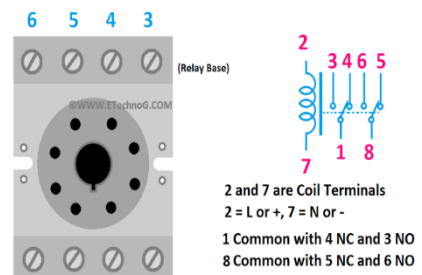 6 5 4 3
(Relay Base)
©WWW.ETechnoG.COM
2
3 4 6 5
1 8
7
2 and 7 are Coil Terminals
2 = L or +, 7 = N or -
1 Common with 4 NC and 3 NO
8 Common with 5 NC and 6 NO